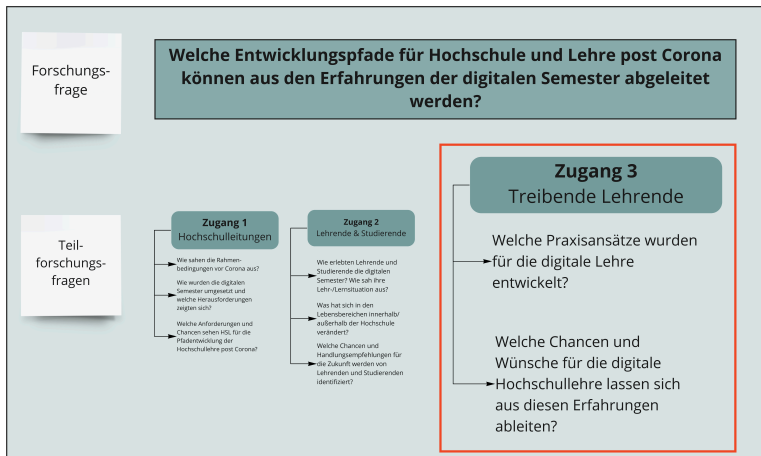 Forschungs-
frage
Welche Entwicklungspfade für Hochschule und Lehre post Corona
können aus den Erfahrungen der digitalen Semester abgeleitet
werden?
Teil-
forschungs-
fragen
Zugang 1
Hochschulleitungen
Wie sahen die Rahmen-
bedingungen vor Corona aus?
Wie wurden die digitalen
Semester umgesetzt und
welche Herausforderungen
zeigten sich?
Welche Anforderungen und
Chancen sehen HSL für die
Pfadentwicklung der
Hochschullehre post Corona?
Zugang 2
Lehrende & Studierende
Wie erlebten Lehrende und
Studierende die digitalen
Semester? Wie sah ihre
Lehr-/Lernsituation aus?
Was hat sich in den
Lebensbereichen innerhalb/
außerhalb der Hochschule
verändert?
Welche Chancen und
Handlungsempfehlungen für
die Zukunft werden von
Lehrenden und Studierenden
identifiziert?
Zugang 3
Treibende Lehrende
Welche Praxisansätze wurden
für die digitale Lehre
entwickelt?
Welche Chancen und
Wünsche für die digitale
Hochschullehre lassen sich
aus diesen Erfahrungen
ableiten?